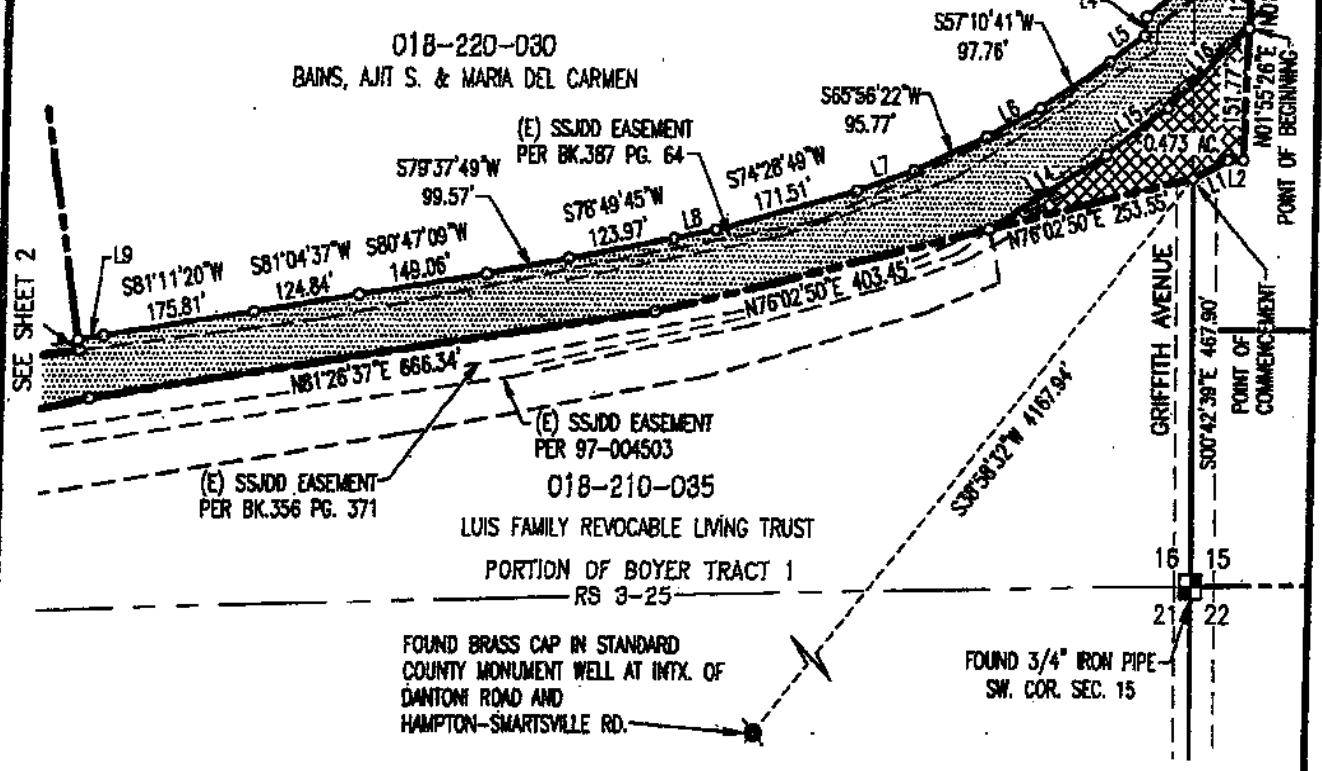 018-220-030
BAINS, AJIT S. & MARIA DEL CARMEN
S57°10'41"W
97.76'
L4
L5
S65°56'22"W
95.77'
L6
L16
L15
(E) SSJDD EASEMENT
PER BK.387 PG. 64
S74°28'49"W
171.51'
L7
0.473 AC.
151.77'
N01°55'26"E
POINT OF BEGINNING
S79°37'49"W
99.57'
S76°49'45"W
123.97'
L8
L14
L1
L2
N76°02'50"E 253.55'
L9
S81°11'20"W
175.81'
S81°04'37"W
124.84'
S80°47'09"W
149.06'
SEE SHEET 2
N76°02'50"E 403.45'
N81°26'37"E 666.34'
GRIFFITH AVENUE
S00°42'39"E 467.90'
POINT OF
COMMENCEMENT
(E) SSJDD EASEMENT
PER 97-004503
(E) SSJDD EASEMENT
PER BK.356 PG. 371
S38°58'32"W 4167.94'
018-210-035
LUIS FAMILY REVOCABLE LIVING TRUST
PORTION OF BOYER TRACT 1
RS 3-25
16 15
21 22
FOUND BRASS CAP IN STANDARD
COUNTY MONUMENT WELL AT INTX. OF
DANTONI ROAD AND
HAMPTON-SMARTSVILLE RD.
FOUND 3/4" IRON PIPE
SW. COR. SEC. 15